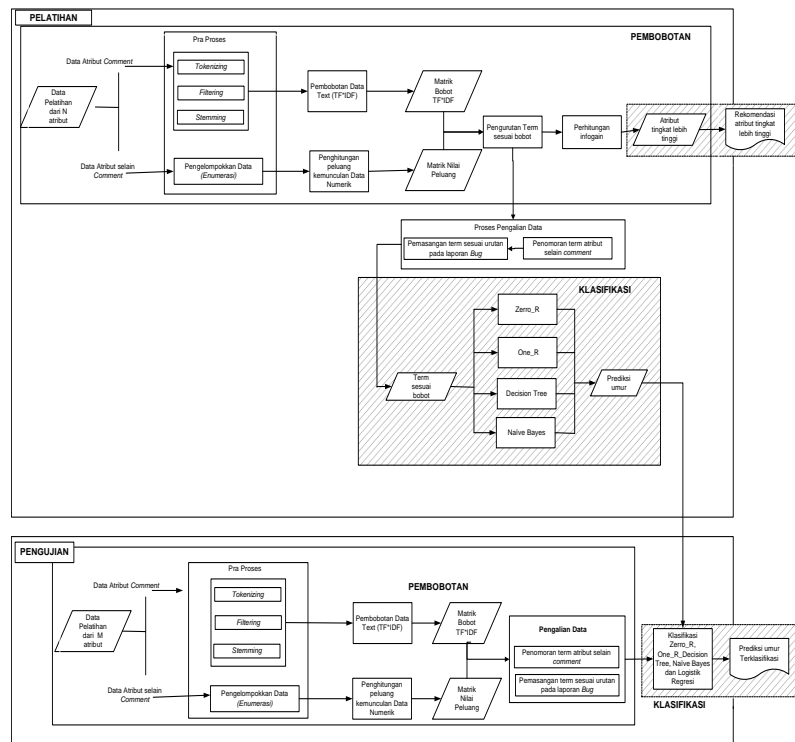 PELATIHAN
PEMBOBOTAN
Data Atribut Comment
Data
Pelatihan
dari N
atribut
Data Atribut selain
Comment
Pra Proses
Tokenizing
Filtering
Stemming
Pengelompokkan Data
(Enumerasi)
Pembobotan Data
Text (TF*IDF)
Penghitungan
peluang
kemunculan Data
Numerik
Matrik
Bobot
TF*IDF
Matrik Nilai
Peluang
Pengurutan Term
sesuai bobot
Perhitungan
infogain
Atribut
tingkat lebih
tinggi
Rekomendasi
atribut tingkat
lebih tinggi
Proses Pengalian Data
Pemasangan term sesuai urutan
pada laporan Bug
Penomoran term atribut
selain comment
KLASIFIKASI
Term
sesuai
bobot
Zerro_R
One_R
Decision Tree
Naïve Bayes
Prediksi
umur
PENGUJIAN
PEMBOBOTAN
Data Atribut Comment
Data
Pelatihan
dari M
atribut
Data Atribut selain
Comment
Pra Proses
Tokenizing
Filtering
Stemming
Pengelompokkan Data
(Enumerasi)
Pembobotan Data
Text (TF*IDF)
Penghitungan
peluang
kemunculan Data
Numerik
Matrik
Bobot
TF*IDF
Matrik
Nilai
Peluang
Pengalian Data
Penomoran term atribut selain
comment
Pemasangan term sesuai urutan
pada laporan Bug
Klasifikasi
Zerro_R,
One_R_Decision
Tree, Naïve Bayes
dan Logistik
Regresi
Prediksi umur
Terklasifikasi
KLASIFIKASI